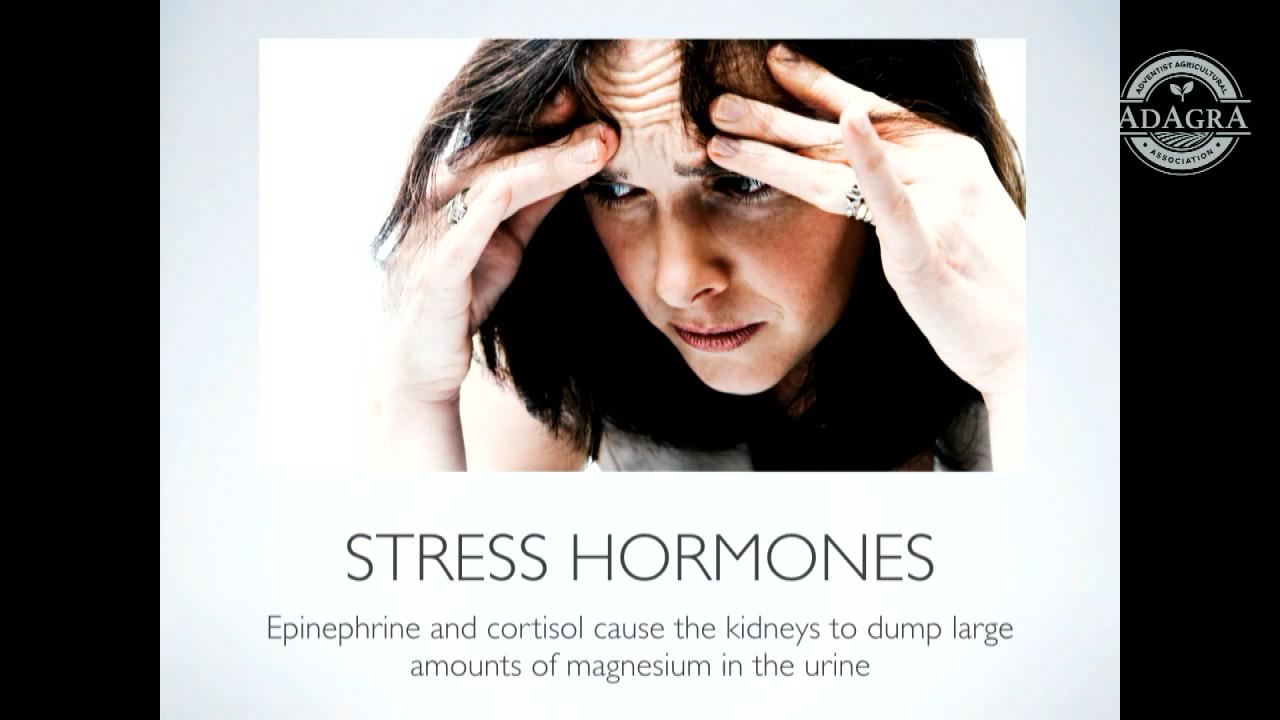 ADVENTIST AGRICULTURAL
ADAGRA
ASSOCIATION
STRESS HORMONES
Epinephrine and cortisol cause the kidneys to dump large
amounts of magnesium in the urine